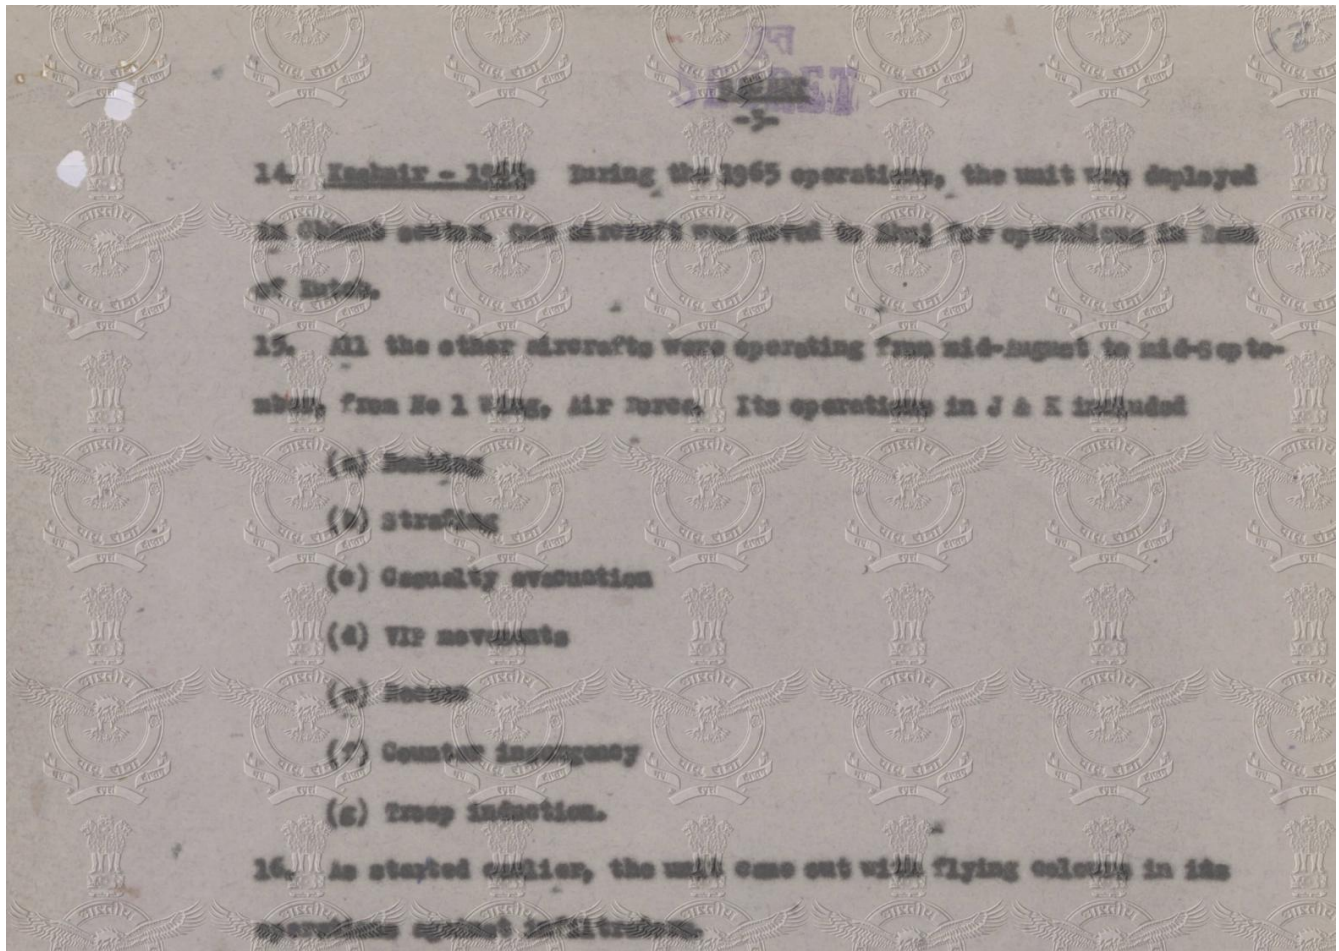 गुप्त
SECRET
SECRET
-3-
14. Kashmir - 1965: During the 1965 operations, the unit was deployed
in Chhamb sector. One aircraft was moved to Bhuj for operations in Rann
of Kutch.
15. All the other aircrafts were operating from mid-August to mid-Septe-
mber, from No 1 Wing, Air Force. Its operations in J & K included
(a) Bombing
(b) Strafing
(c) Casualty evacuation
(d) VIP movements
(e) Recce
(f) Counter insurgency
(g) Troop induction.
16. As started earlier, the unit came out with flying colours in its
operations against infiltrators.